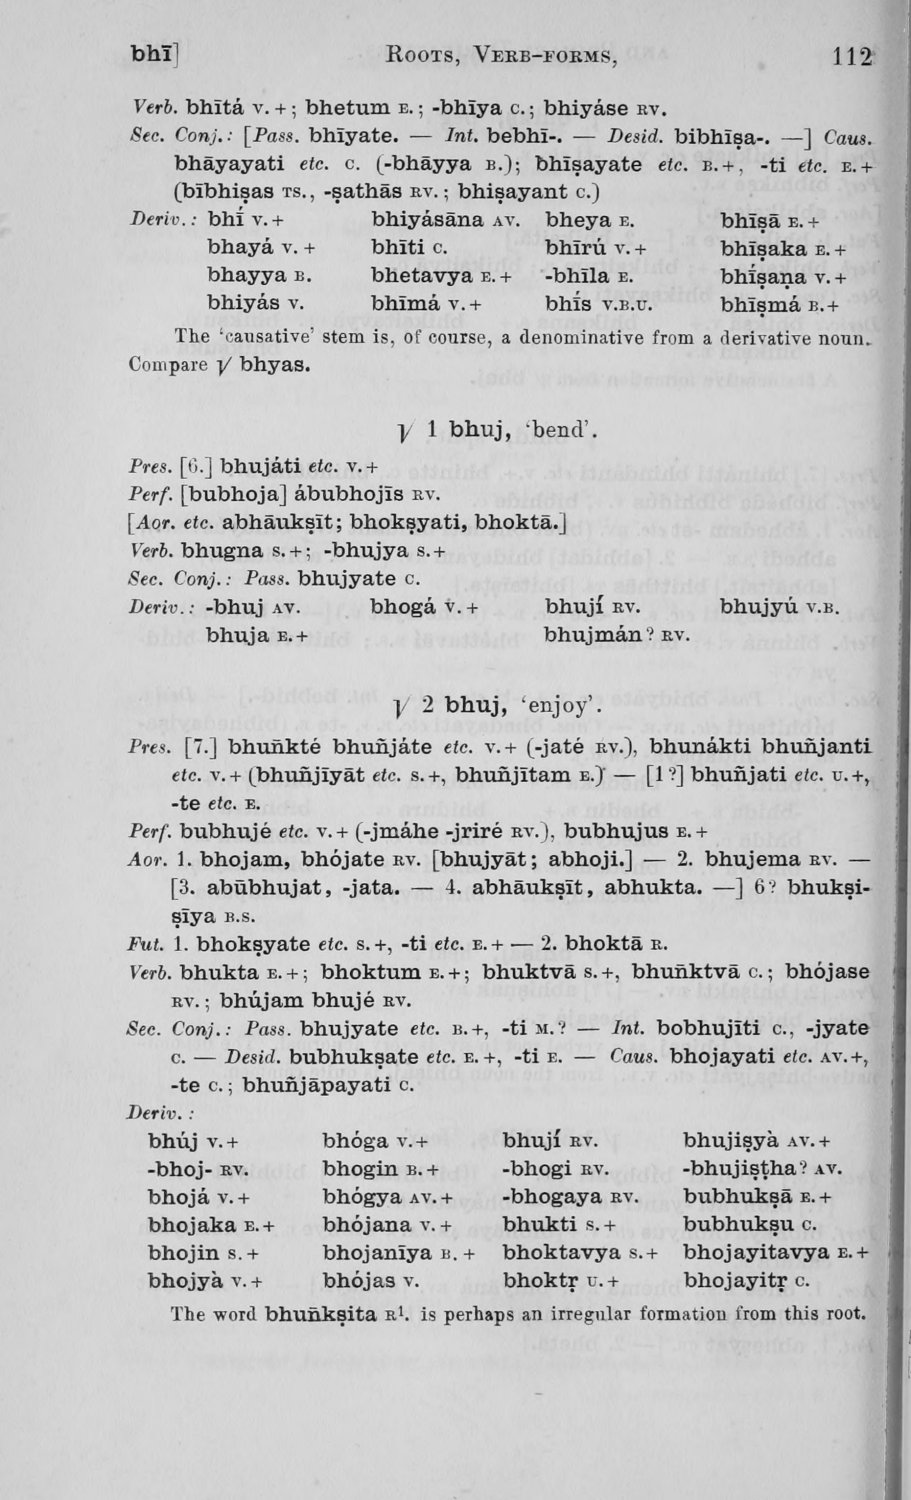 bhī] Roots, Verb-forms, 112
Verb. bhītá v.+; bhetum e.; -bhīya c.; bhiyáse rv.
Sec. Conj.: [Pass. bhīyate. — Int. bebhī-. — Desid. bibhīṣa-. —] Caus.
bhāyayati etc. c. (-bhāyya b.); bhīṣayate etc. b.+, -ti etc. e.+
(bībhiṣas ts., -ṣathās rv.; bhiṣayant c.)
Deriv.: bhī́ v.+ bhiyásāna av. bheya e. bhīṣā e.+
bhayá v.+ bhīti c. bhīrú v.+ bhīṣaka e.+
bhayya b. bhetavya e.+ -bhīla e. bhī́ṣaṇa v.+
bhiyás v. bhīmá v.+ bhī́s v.b.u. bhīṣmá b.+
The ‘causative’ stem is, of course, a denominative from a derivative noun.
Compare √ bhyas.
√ 1 bhuj, ‘bend’.
Pres. [6.] bhujáti etc. v.+
Perf. [bubhoja] ábubhojīs rv.
[Aor. etc. abhāukṣīt; bhokṣyati, bhoktā.]
Verb. bhugna s.+; -bhujya s.+
Sec. Conj.: Pass. bhujyate c.
Deriv.: -bhuj av. bhogá v.+ bhují rv. bhujyú v.b.
bhuja e.+ bhujmán? rv.
√ 2 bhuj, ‘enjoy’.
Pres. [7.] bhun̄kté bhuñjáte etc. v.+ (-jaté rv.), bhunákti bhuñjanti
etc. v.+ (bhuñjīyāt etc. s.+, bhuñjītam e.) — [1?] bhuñjati etc. u.+,
-te etc. e.
Perf. bubhujé etc. v.+ (-jmáhe -jriré rv.), bubhujus e.+
Aor. 1. bhojam, bhójate rv. [bhujyāt; abhoji.] — 2. bhujema rv. —
[3. abūbhujat, -jata. — 4. abhāukṣīt, abhukta. —] 6? bhukṣi-
ṣīya b.s.
Fut. 1. bhokṣyate etc. s.+, -ti etc. e.+ — 2. bhoktā r.
Verb. bhukta e.+; bhoktum e.+; bhuktvā s.+, bhun̄ktvā c.; bhójase
rv.; bhújam bhujé rv.
Sec. Conj.: Pass. bhujyate etc. b.+, -ti m.? — Int. bobhujīti c., -jyate
c. — Desid. bubhukṣate etc. e.+, -ti e. — Caus. bhojayati etc. av.+,
-te c.; bhuñjāpayati c.
Deriv.:
bhúj v.+ bhóga v.+ bhují rv. bhujiṣyà av.+
-bhoj- rv. bhogin b.+ -bhogi rv. -bhujiṣṭha? av.
bhojá v.+ bhógya av.+ -bhogaya rv. bubhukṣā e.+
bhojaka e.+ bhójana v.+ bhukti s.+ bubhukṣu c.
bhojin s.+ bhojanīya b.+ bhoktavya s.+ bhojayitavya e.+
bhojyà v.+ bhójas v. bhoktṛ u.+ bhojayitṛ c.
The word bhun̄kṣita r¹. is perhaps an irregular formation from this root.